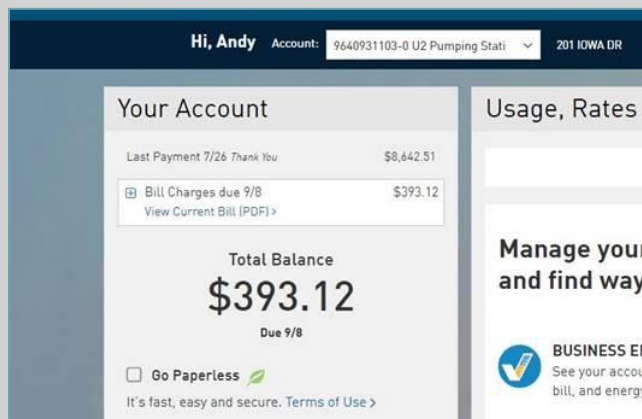 Hi, Andy Account: 9640931103-0 U2 Pumping Stati 201 IOWA DR
Your Account
Last Payment 7/26 Thank You $8,642.51
Bill Charges due 9/8 $393.12
View Current Bill (PDF) >
Total Balance
$393.12
Due 9/8
Go Paperless
It's fast, easy and secure. Terms of Use >
Usage, Rates
Manage your
and find way
BUSINESS E
See your accou
bill, and energy